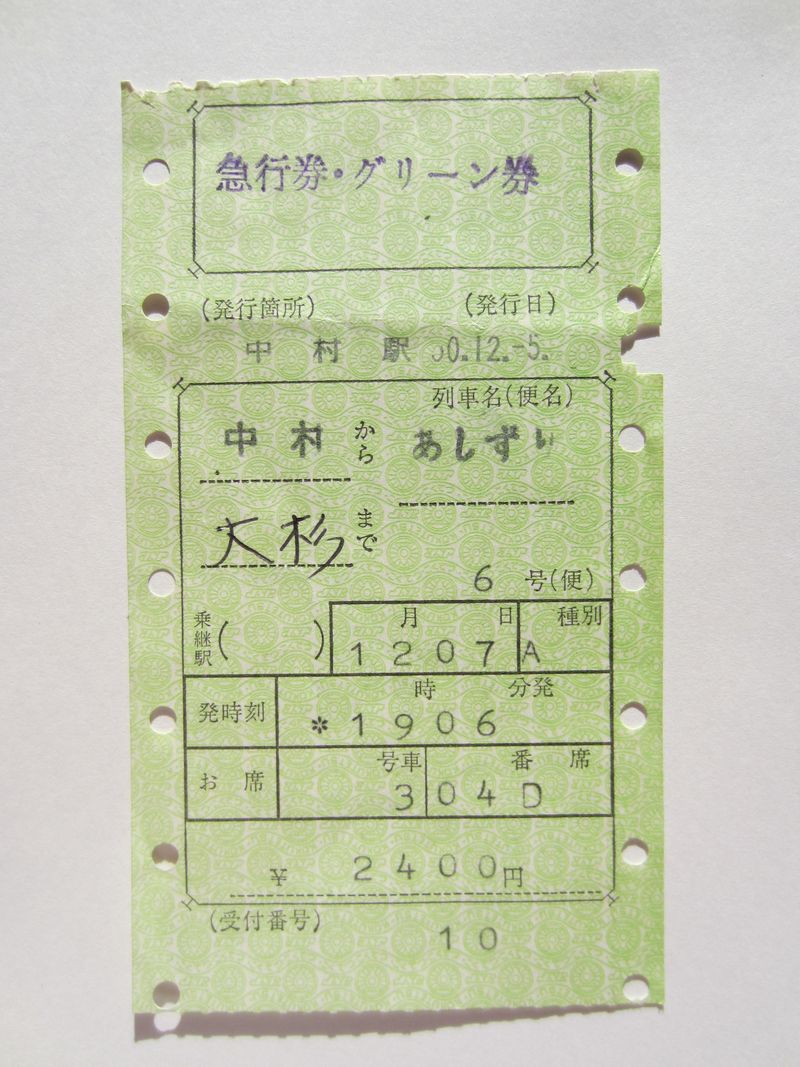 急行券・グリーン券
(発行箇所) (発行日)
中村駅 50.12.-5.
列車名(便名)
中村から あしずり
大杉まで
6 号(便)
乗継駅( ) 月 日 種別
1207 A
発時刻 時 分発
*1906
お席 号車 番 席
3 04 D
¥ 2400円
(受付番号)
10